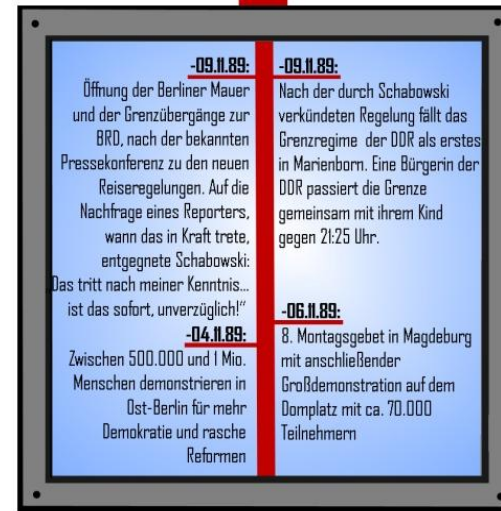 -09.11.89:
Öffnung der Berliner Mauer
und der Grenzübergänge zur
BRD, nach der bekannten
Pressekonferenz zu den neuen
Reiseregelungen. Auf die
Nachfrage eines Reporters,
wann das in Kraft trete,
entgegnete Schabowski:
„Das tritt nach meiner Kenntnis...
ist das sofort, unverzüglich!“
-04.11.89:
Zwischen 500.000 und 1 Mio.
Menschen demonstrieren in
Ost-Berlin für mehr
Demokratie und rasche
Reformen
-09.11.89:
Nach der durch Schabowski
verkündeten Regelung fällt das
Grenzregime der DDR als erstes
in Marienborn. Eine Bürgerin der
DDR passiert die Grenze
gemeinsam mit ihrem Kind
gegen 21:25 Uhr.
-06.11.89:
8. Montagsgebet in Magdeburg
mit anschließender
Großdemonstration auf dem
Domplatz mit ca. 70.000
Teilnehmern